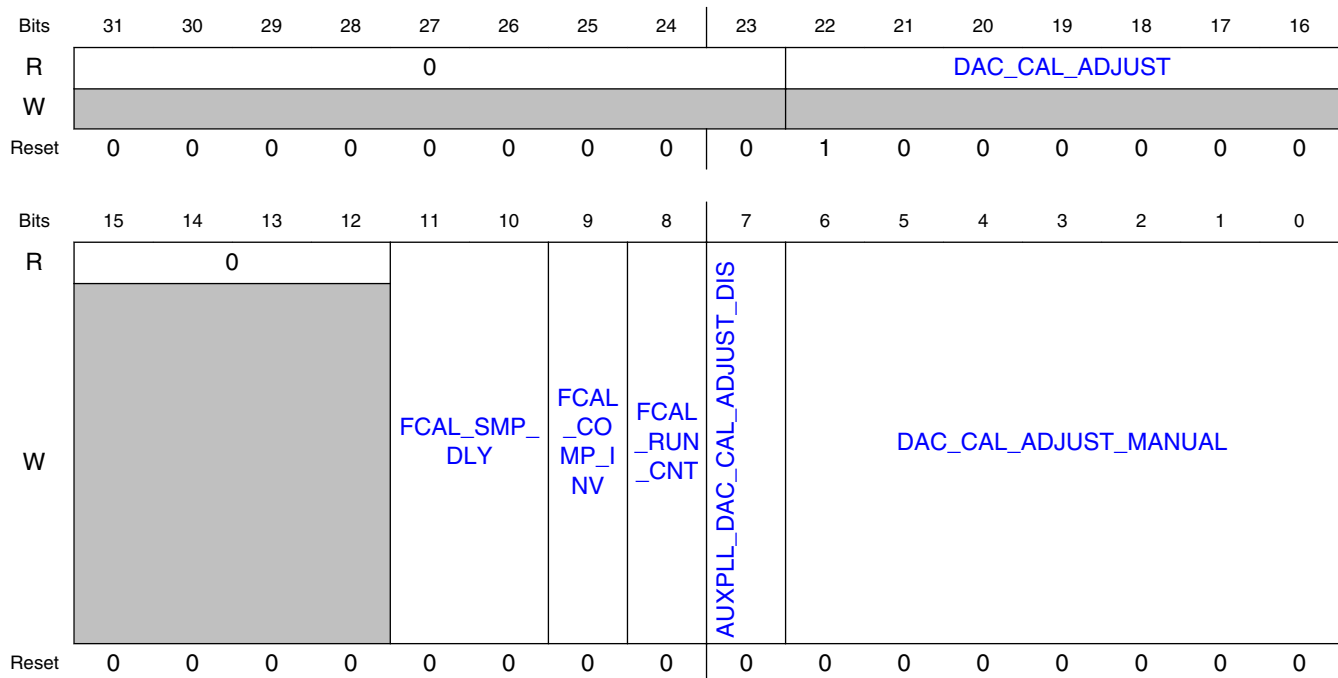 Bits 31 30 29 28 27 26 25 24 23 22 21 20 19 18 17 16
R 0 DAC_CAL_ADJUST
W
Reset 0 0 0 0 0 0 0 0 0 1 0 0 0 0 0 0
Bits 15 14 13 12 11 10 9 8 7 6 5 4 3 2 1 0
R 0
W
FCAL_SMP_
DLY
FCAL
_CO
MP_I
NV
FCAL
_RUN
_CNT
AUXPLL_DAC_CAL_ADJUST_DIS
DAC_CAL_ADJUST_MANUAL
Reset 0 0 0 0 0 0 0 0 0 0 0 0 0 0 0 0